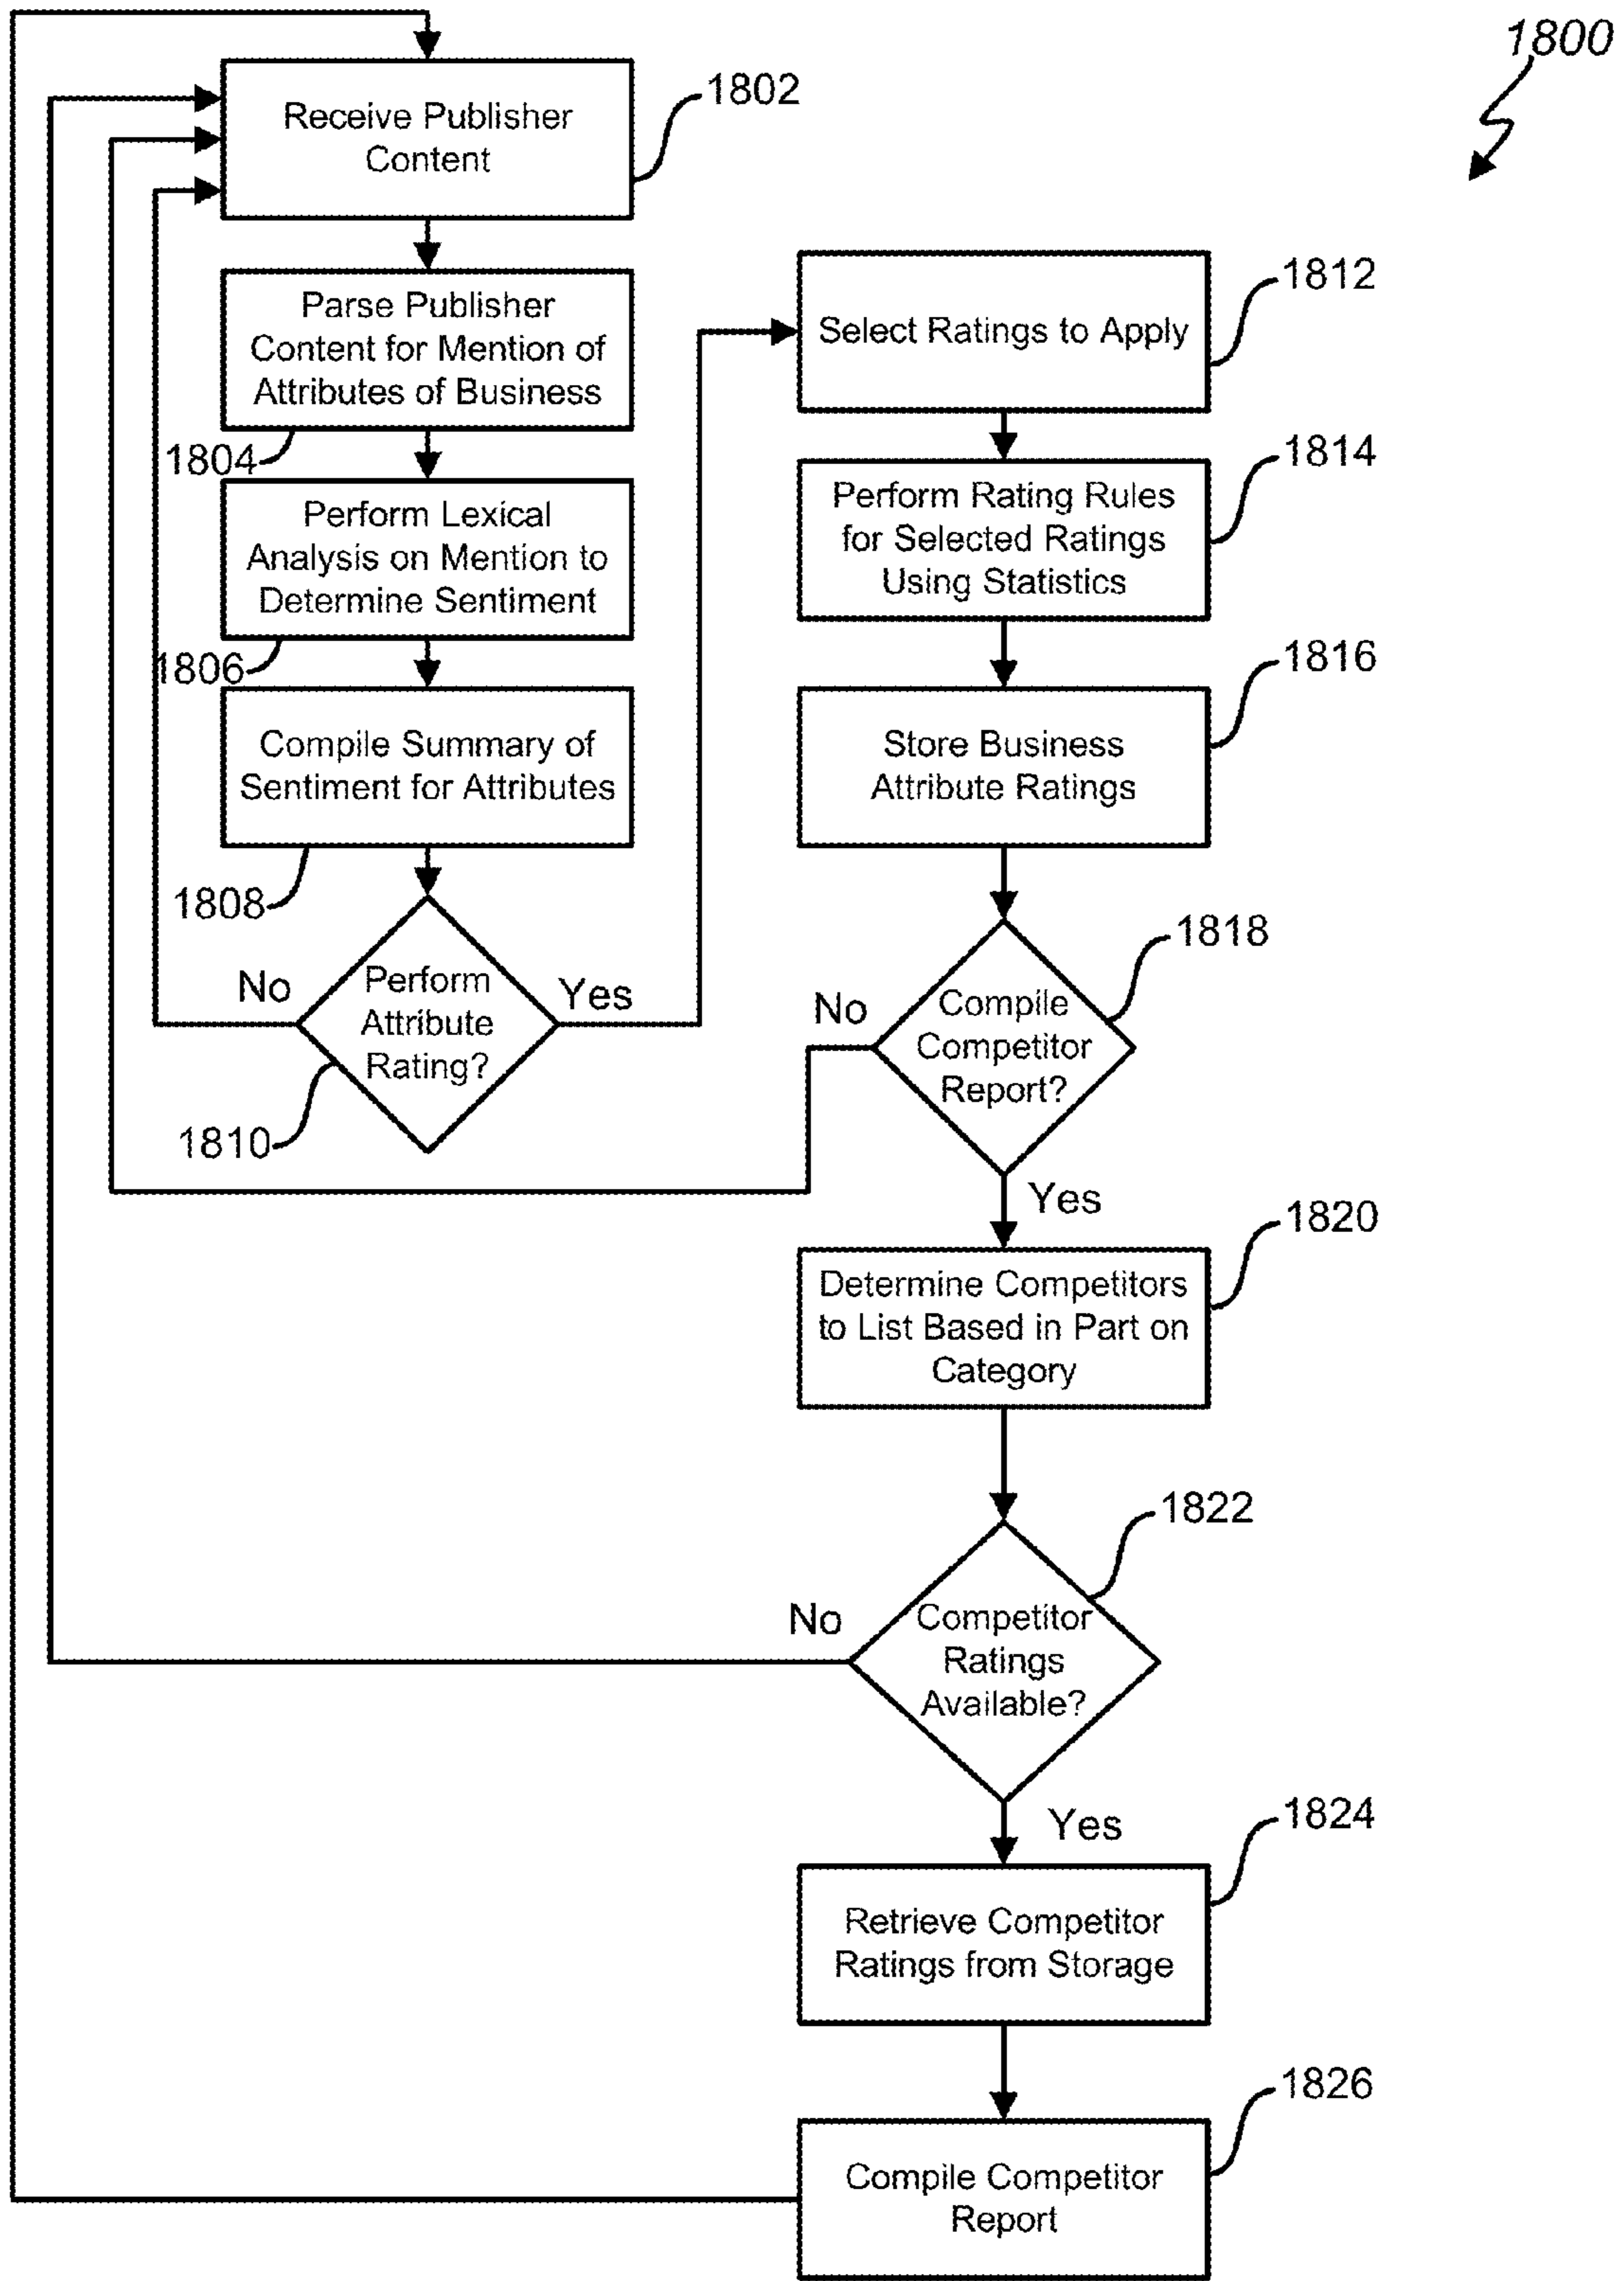 1800
Receive Publisher
Content
1802
Parse Publisher
Content for Mention of
Attributes of Business
1804
Perform Lexical
Analysis on Mention to
Determine Sentiment
1806
Compile Summary of
Sentiment for Attributes
1808
Perform
Attribute
Rating?
No
Yes
1810
Select Ratings to Apply
1812
Perform Rating Rules
for Selected Ratings
Using Statistics
1814
Store Business
Attribute Ratings
1816
Compile
Competitor
Report?
1818
No
Yes
Determine Competitors
to List Based in Part on
Category
1820
Competitor
Ratings
Available?
1822
No
Yes
Retrieve Competitor
Ratings from Storage
1824
Compile Competitor
Report
1826